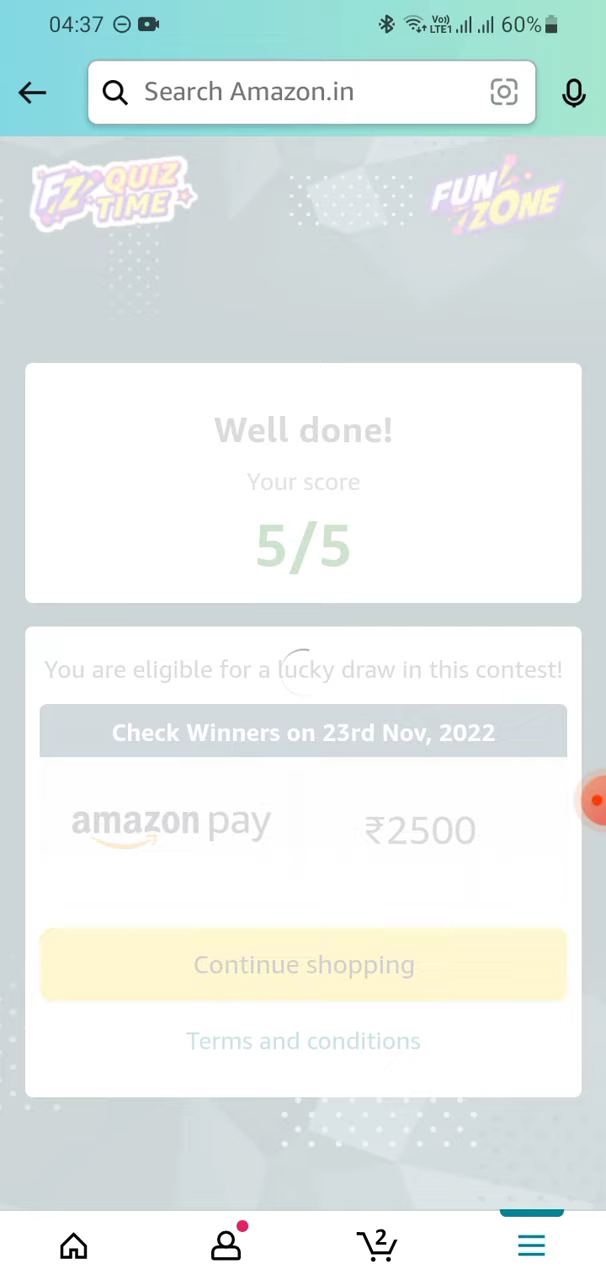 04:37 Vo)) LTE1 60%
Search Amazon.in
FZ QUIZ TIME
FUN ZONE
Well done!
Your score
5/5
You are eligible for a lucky draw in this contest!
Check Winners on 23rd Nov, 2022
amazon pay ₹2500
Continue shopping
Terms and conditions
2